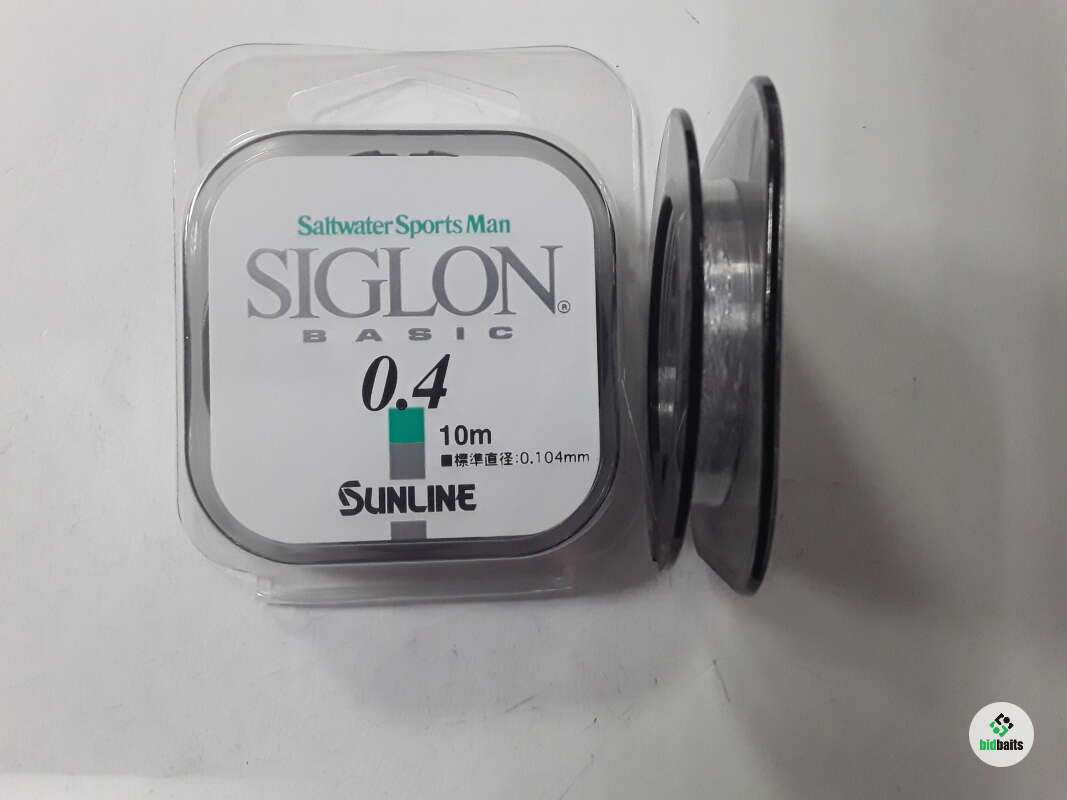 Saltwater Sports Man
SIGLON®
BASIC
0.4
10m
■標準直径:0.104mm
SUNLINE
bidbaits